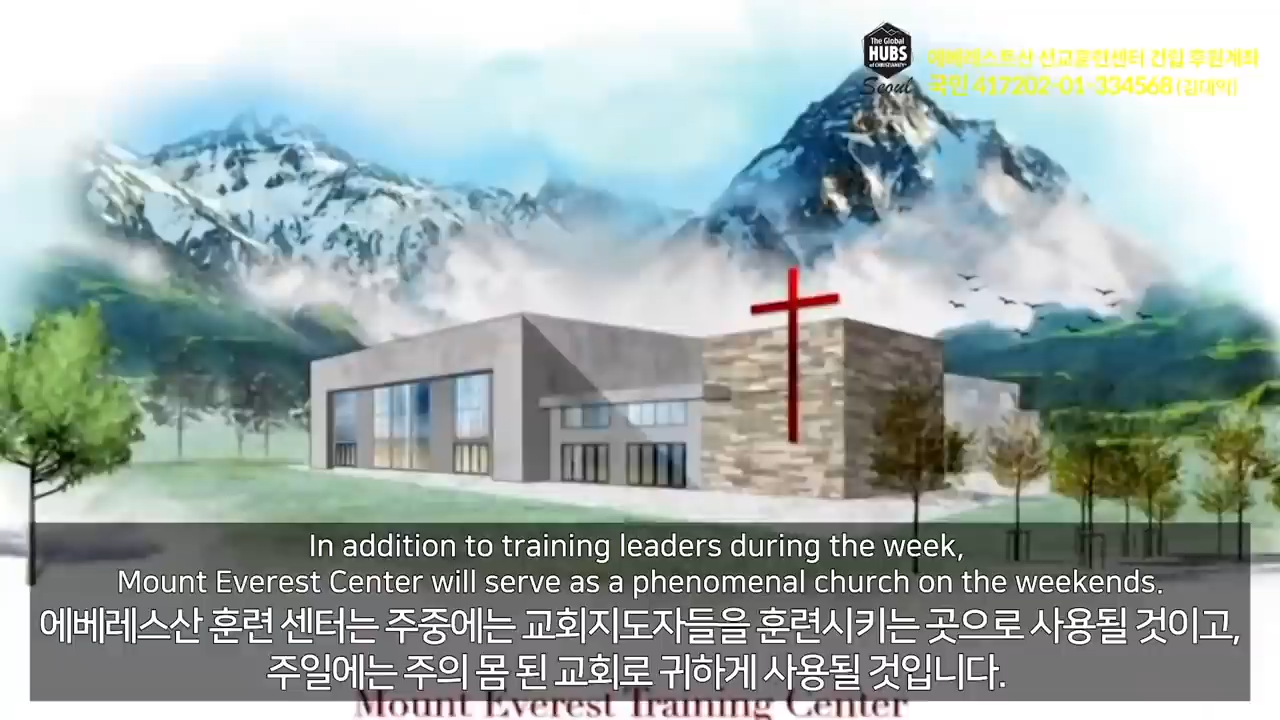 The Global
HUBS
of CHRISTIANITY
Seoul
에베레스트산 선교훈련센터 건립 후원계좌
국민 417202-01-334568 (김대이)
In addition to training leaders during the week,
Mount Everest Center will serve as a phenomenal church on the weekends.
에베레스산 훈련 센터는 주중에는 교회지도자들을 훈련시키는 곳으로 사용될 것이고,
주일에는 주의 몸 된 교회로 귀하게 사용될 것입니다.
Mount Everest Training Center